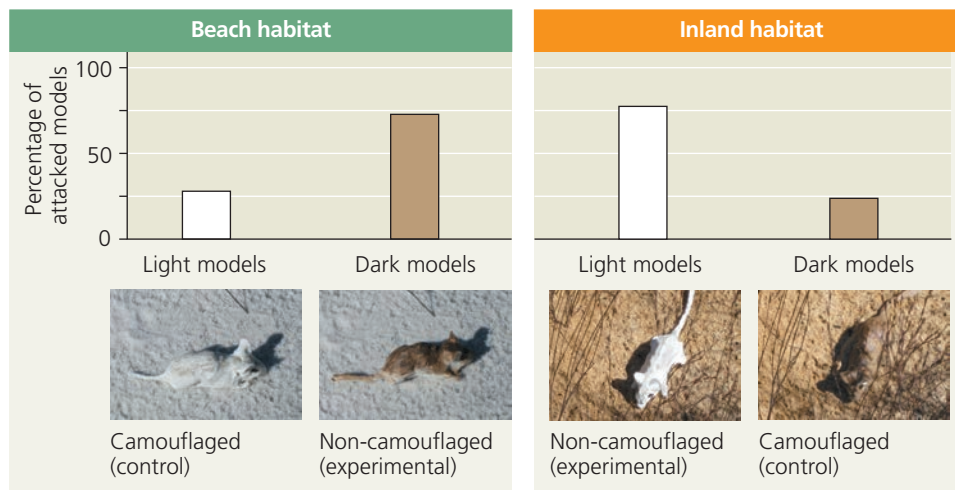 Beach habitat
Percentage of
attacked models
100
50
0
Light models
Dark models
Camouflaged
(control)
Non-camouflaged
(experimental)
Inland habitat
Light models
Dark models
Non-camouflaged
(experimental)
Camouflaged
(control)